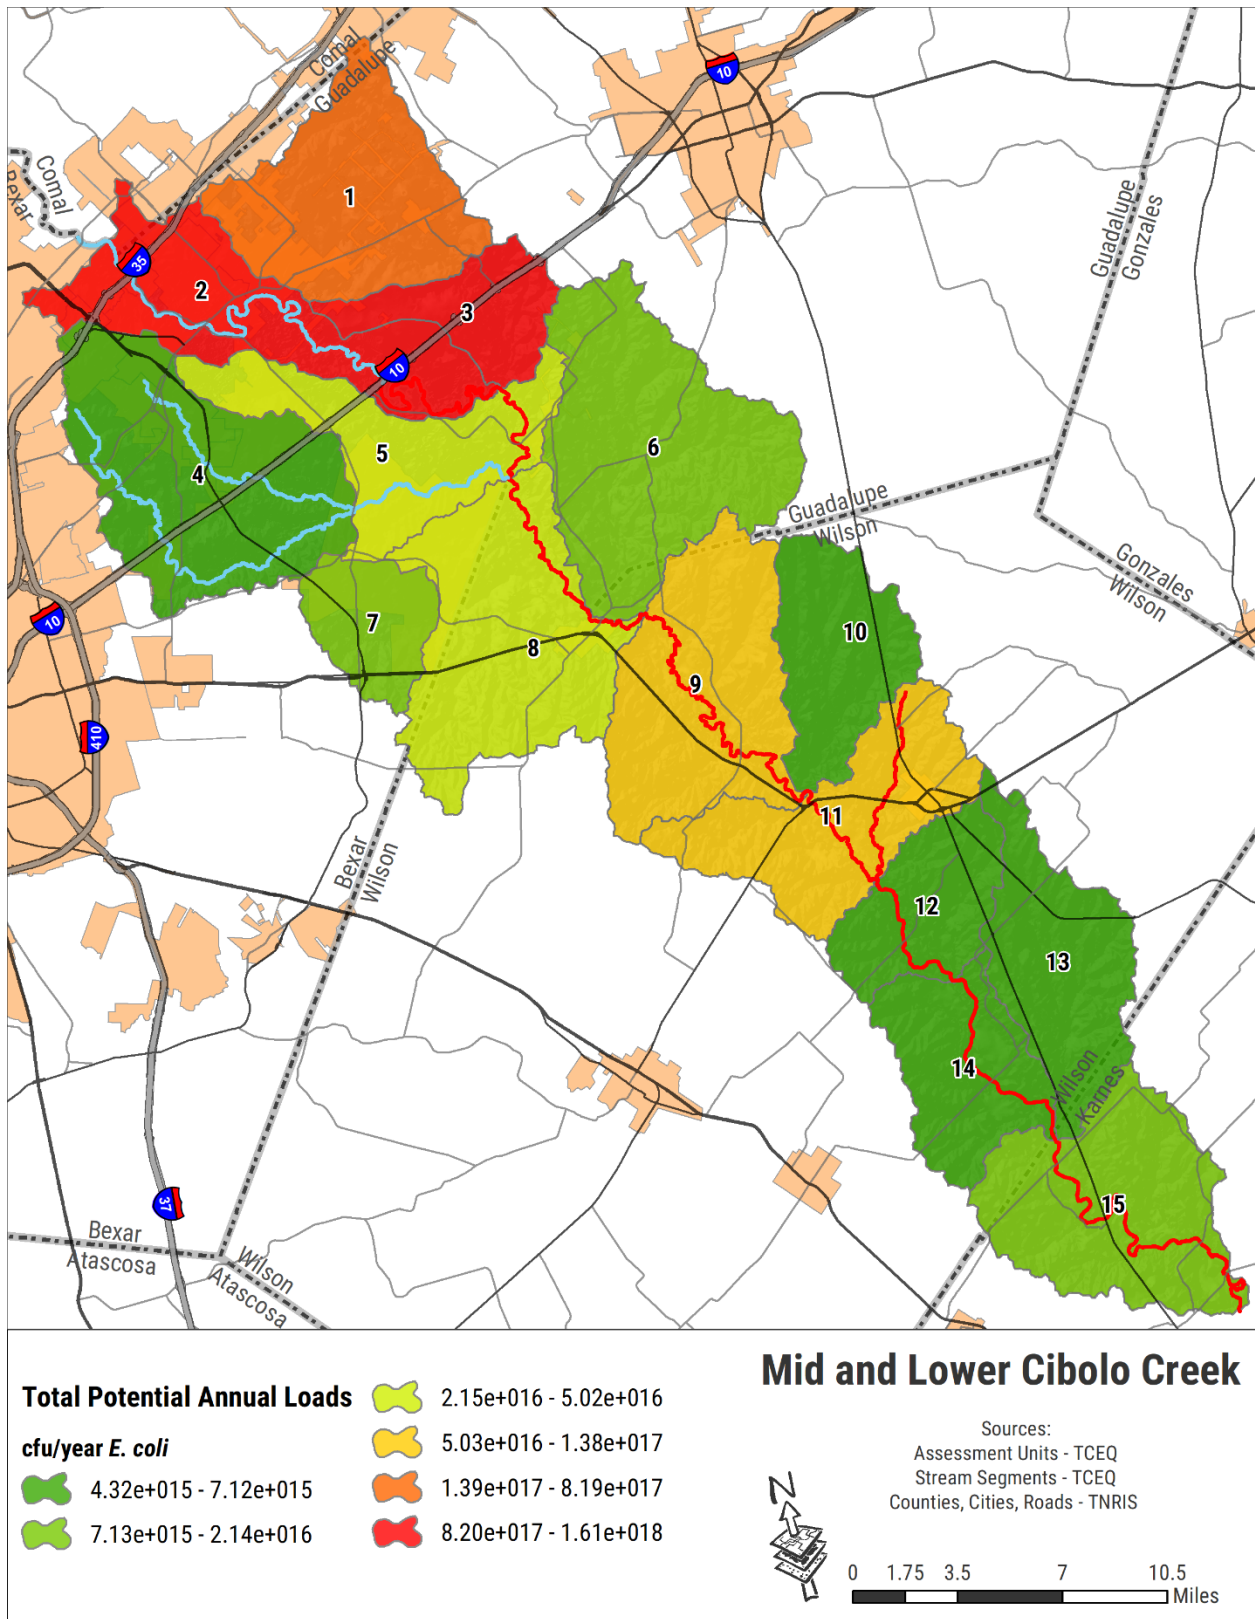 Comal
Guadalupe
10
Comal
Bexar
Guadalupe
Gonzales
1
35
2
3
10
4
5
6
Guadalupe
Wilson
Gonzales
Wilson
10
7
8
9
10
410
11
Bexar
Wilson
12
13
14
Wilson
Karnes
37
15
Bexar
Atascosa
Wilson
Atascosa
Mid and Lower Cibolo Creek
Total Potential Annual Loads
cfu/year E. coli
4.32e+015 - 7.12e+015
7.13e+015 - 2.14e+016
2.15e+016 - 5.02e+016
5.03e+016 - 1.38e+017
1.39e+017 - 8.19e+017
8.20e+017 - 1.61e+018
Sources:
Assessment Units - TCEQ
Stream Segments - TCEQ
Counties, Cities, Roads - TNRIS
N
0 1.75 3.5 7 10.5
Miles